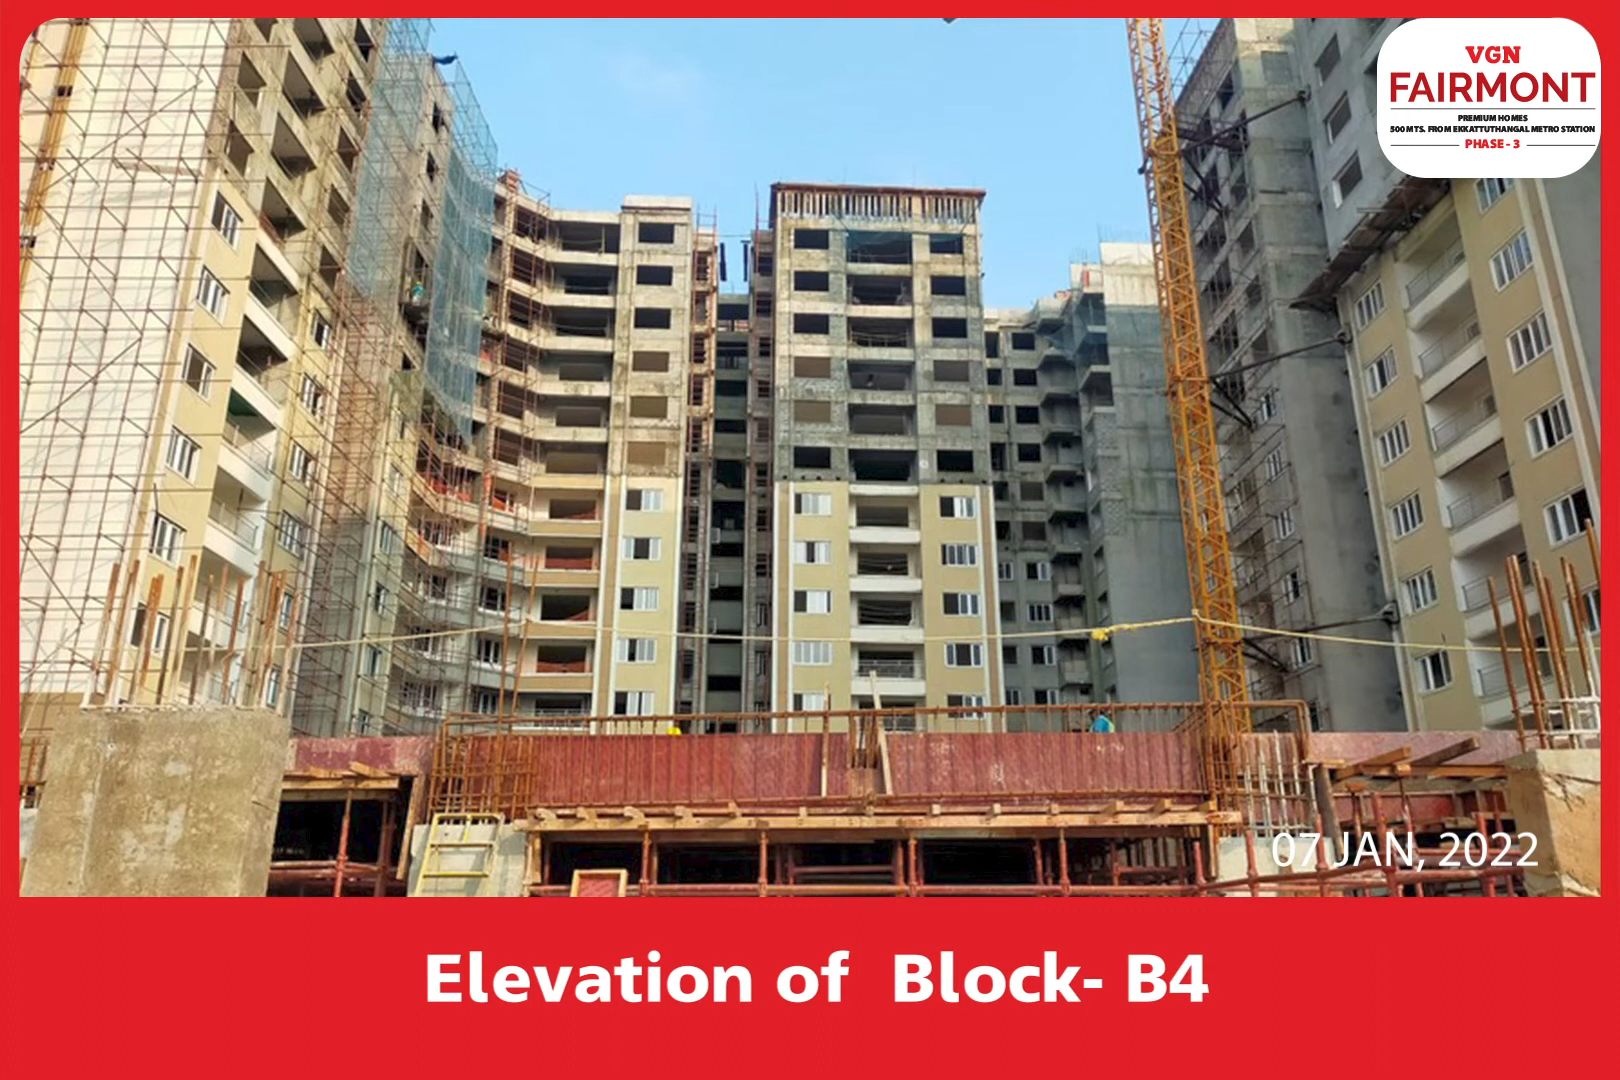 VGN
FAIRMONT
PREMIUM HOMES
500 MTS. FROM EKKATTUTHANGAL METRO STATION
PHASE - 3
07 JAN, 2022
Elevation of Block- B4